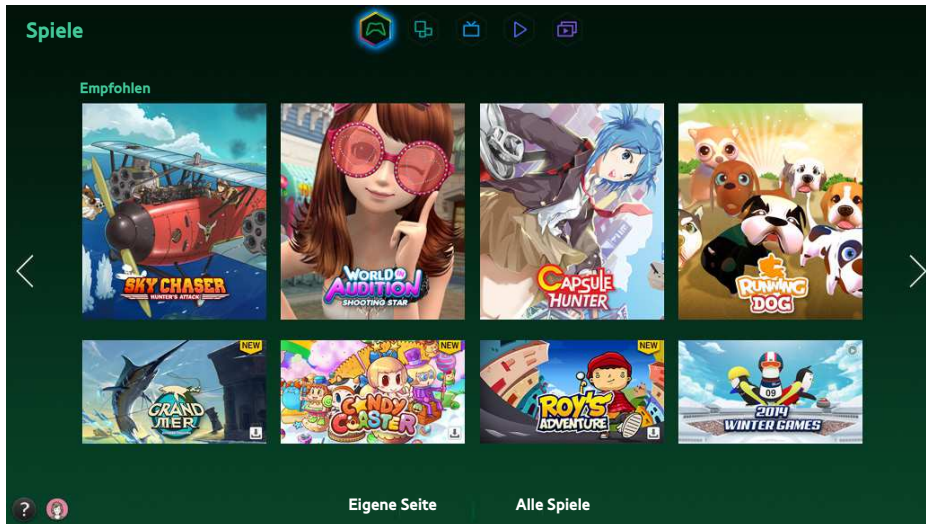 Spiele
Empfohlen
SKY CHASER
HUNTER'S ATTACK!
WORLD IN
AUDITION
SHOOTING STAR
CAPSULE
HUNTER
RUNNING
DOG
NEW
GRAND
MER
NEW
CANDY
COASTER
NEW
ROY'S
ADVENTURE
09
2014
WINTER GAMES
Eigene Seite
Alle Spiele
?